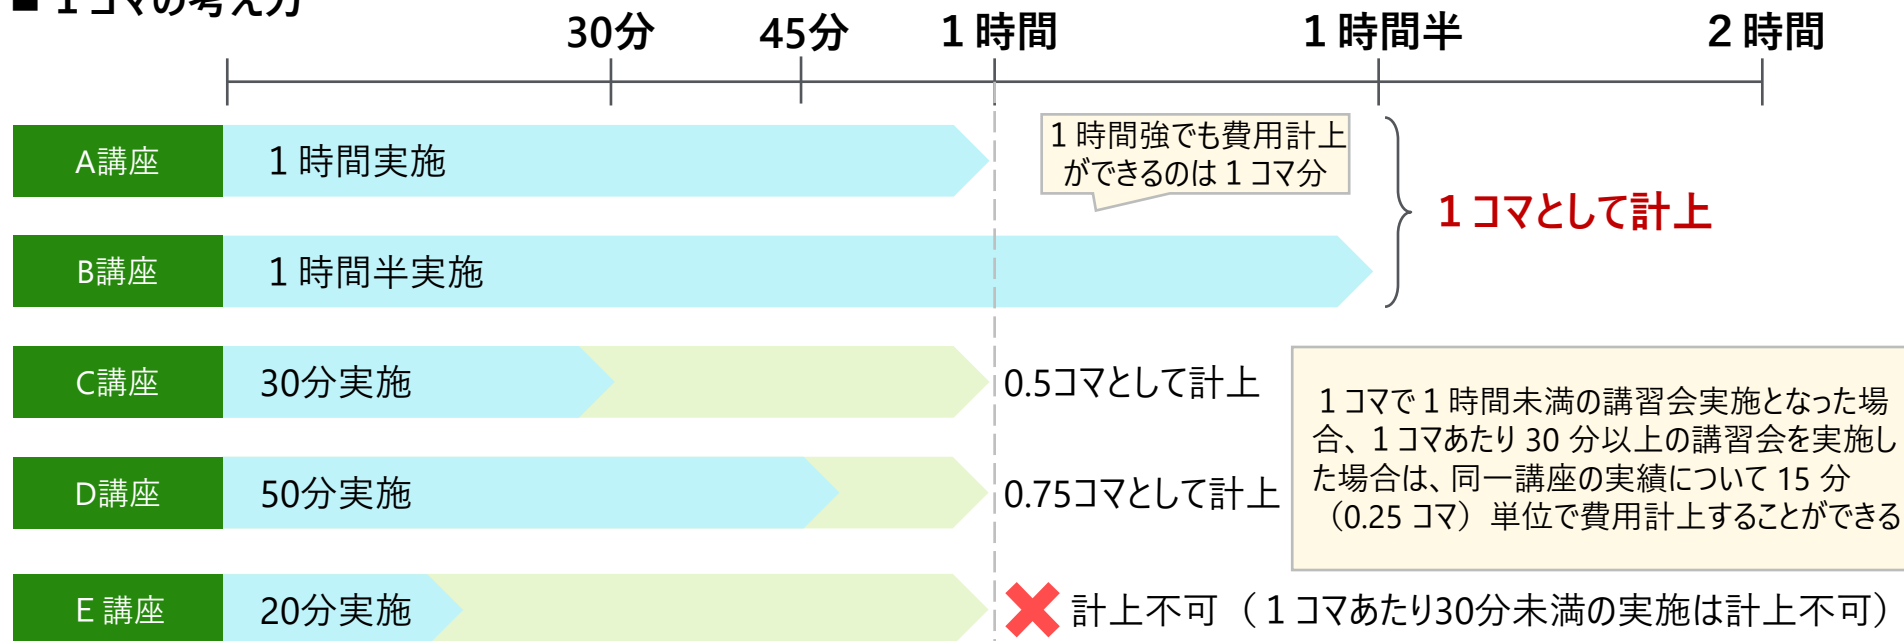 ■ １コマの考え方
30分 45分 １時間 １時間半 ２時間
A講座 １時間実施
１時間強でも費用計上
ができるのは１コマ分
１コマとして計上
B講座 １時間半実施
C講座 30分実施 0.5コマとして計上
D講座 50分実施 0.75コマとして計上
１コマで１時間未満の講習会実施となった場
合、１コマあたり 30 分以上の講習会を実施し
た場合は、同一講座の実績について 15 分
（0.25 コマ）単位で費用計上することができる
E 講座 20分実施 計上不可（１コマあたり30分未満の実施は計上不可）